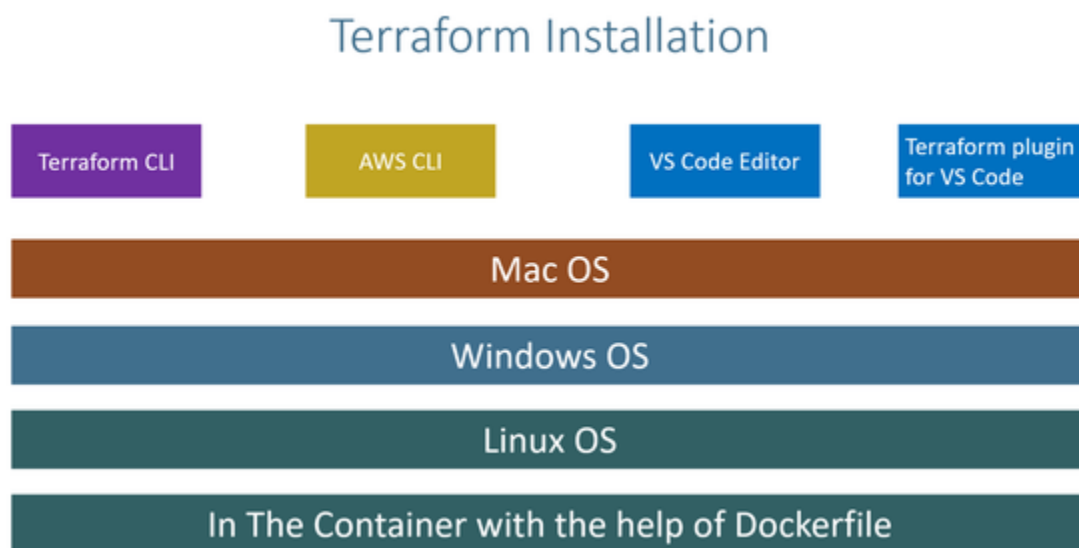 Terraform Installation
Terraform CLI
AWS CLI
VS Code Editor
Terraform plugin
for VS Code
Mac OS
Windows OS
Linux OS
In The Container with the help of Dockerfile